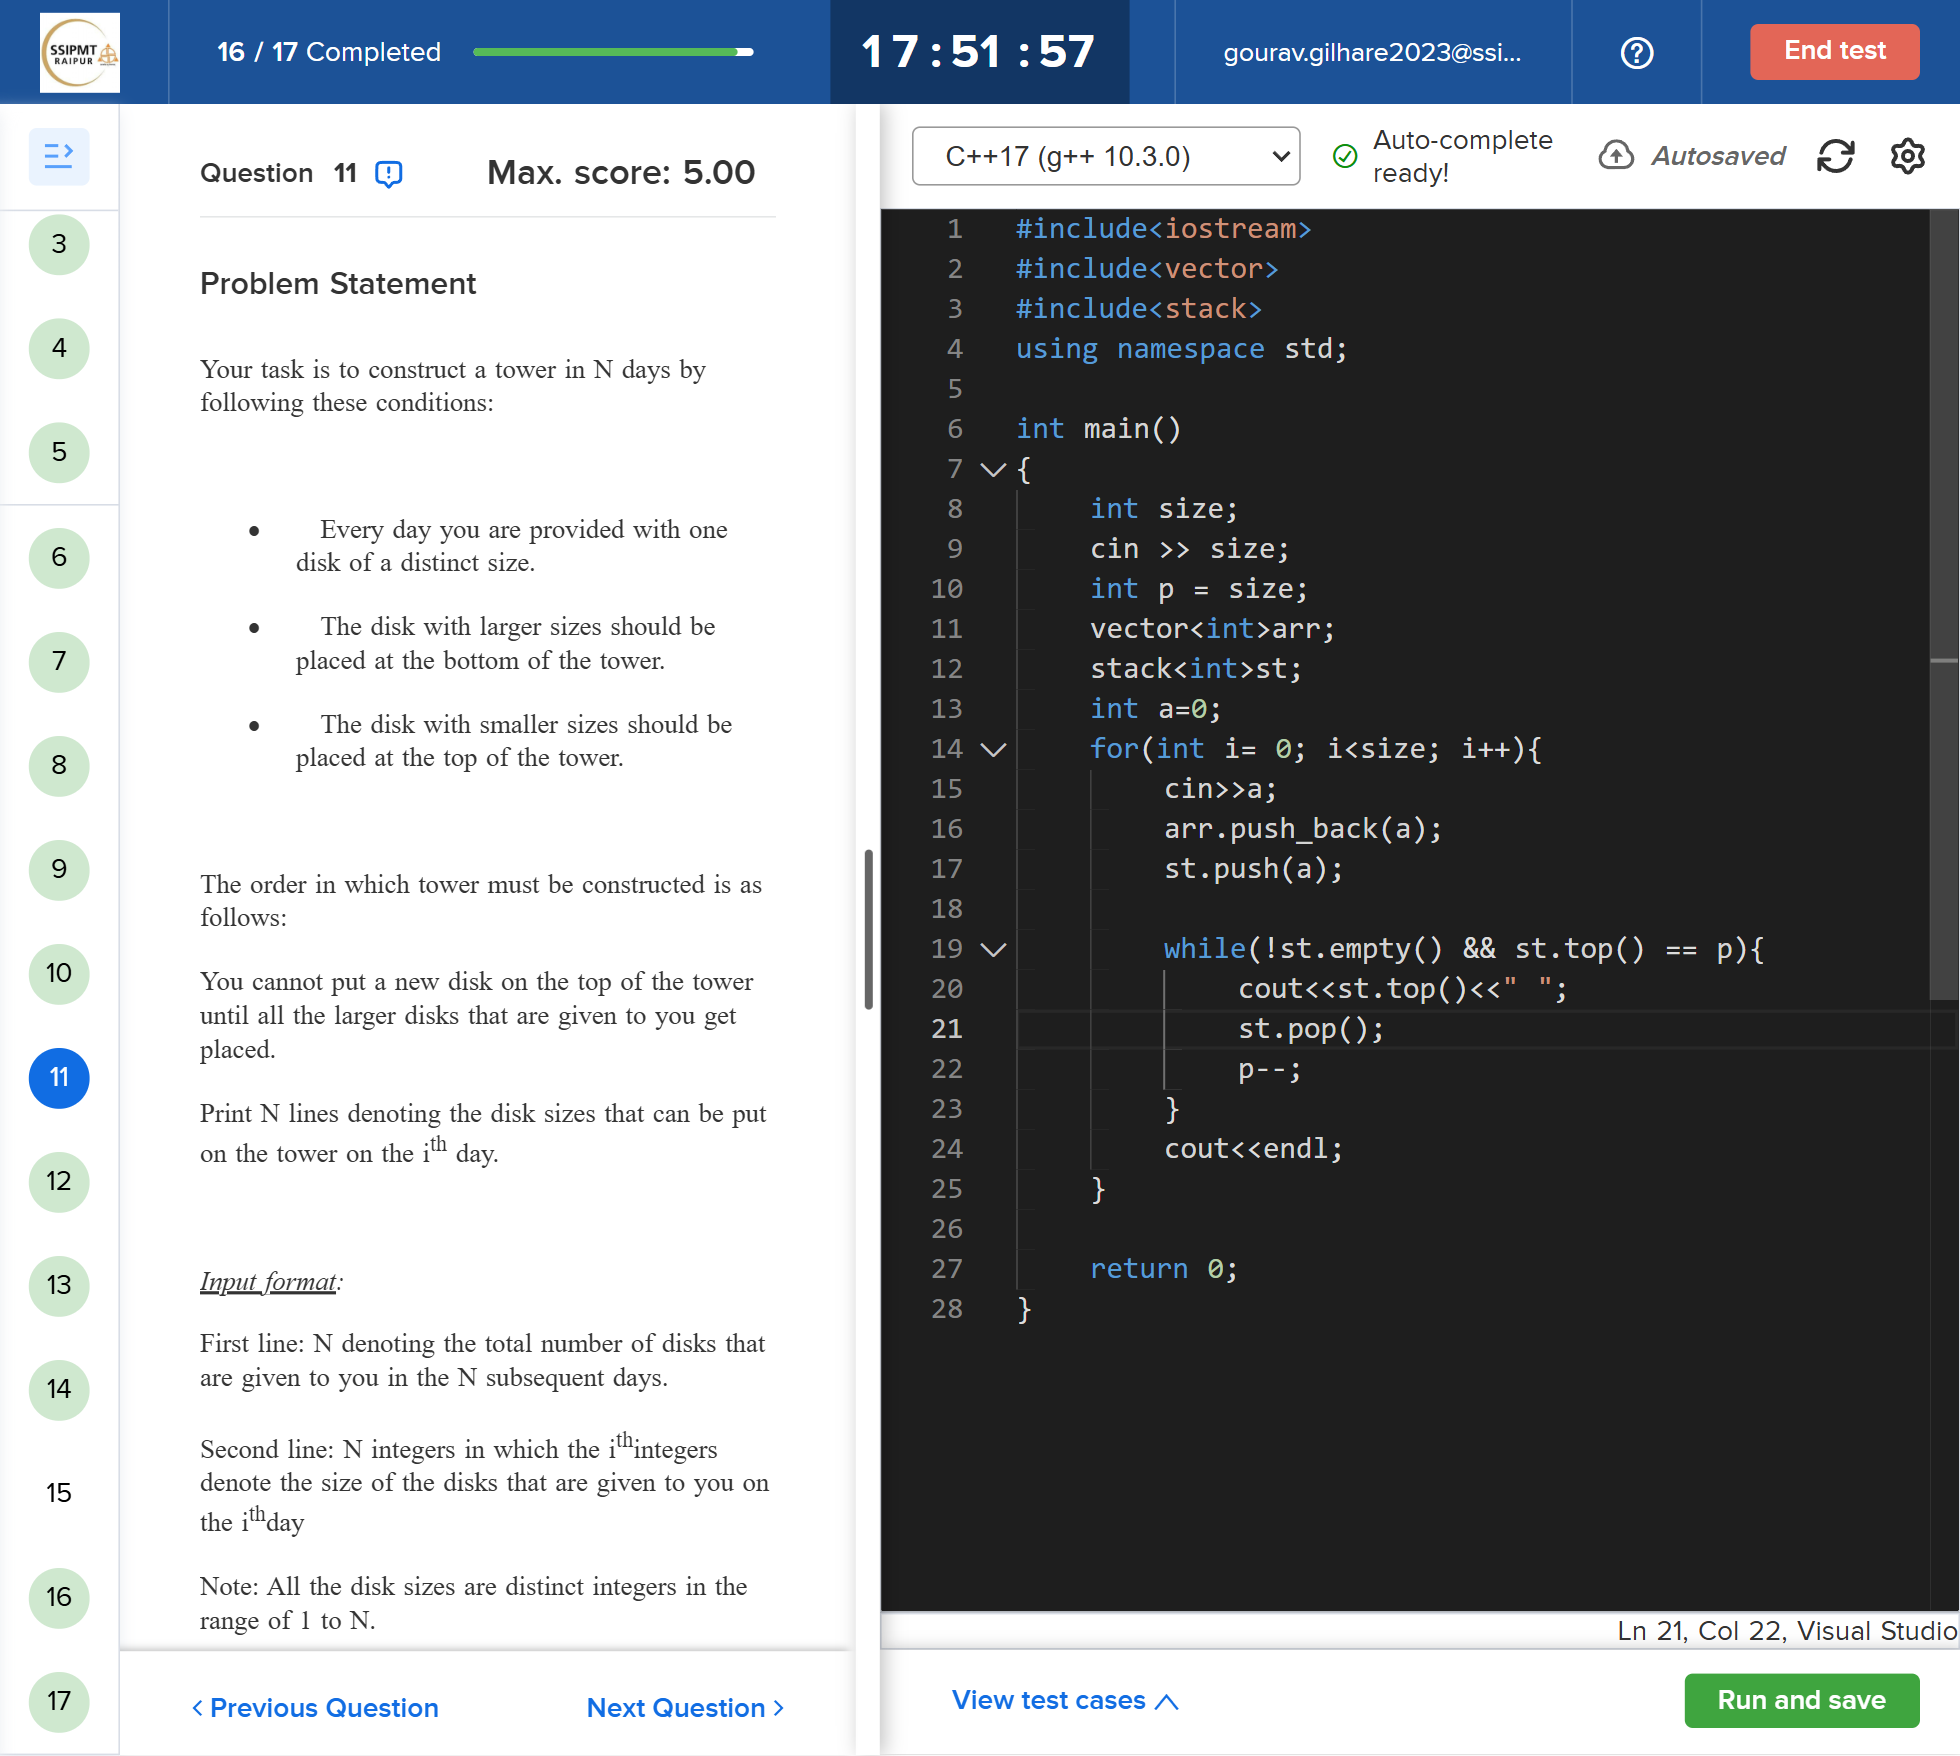 SSIPMT
RAIPUR
16 / 17 Completed
17:51:57
gourav.gilhare2023@ssi...
End test
3
4
5
6
7
8
9
10
11
12
13
14
15
16
17
Question 11
Max. score: 5.00
Problem Statement
Your task is to construct a tower in N days by
following these conditions:
• Every day you are provided with one
disk of a distinct size.
• The disk with larger sizes should be
placed at the bottom of the tower.
• The disk with smaller sizes should be
placed at the top of the tower.
The order in which tower must be constructed is as
follows:
You cannot put a new disk on the top of the tower
until all the larger disks that are given to you get
placed.
Print N lines denoting the disk sizes that can be put
on the tower on the ith day.
Input format:
First line: N denoting the total number of disks that
are given to you in the N subsequent days.
Second line: N integers in which the ithintegers
denote the size of the disks that are given to you on
the ithday
Note: All the disk sizes are distinct integers in the
range of 1 to N.
< Previous Question
Next Question >
C++17 (g++ 10.3.0)
Auto-complete
ready!
Autosaved
1 #include<iostream>
2 #include<vector>
3 #include<stack>
4 using namespace std;
5
6 int main()
7 {
8 int size;
9 cin >> size;
10 int p = size;
11 vector<int>arr;
12 stack<int>st;
13 int a=0;
14 for(int i= 0; i<size; i++){
15 cin>>a;
16 arr.push_back(a);
17 st.push(a);
18
19 while(!st.empty() && st.top() == p){
20 cout<<st.top()<<" ";
21 st.pop();
22 p--;
23 }
24 cout<<endl;
25 }
26
27 return 0;
28 }
Ln 21, Col 22, Visual Studio
View test cases
Run and save